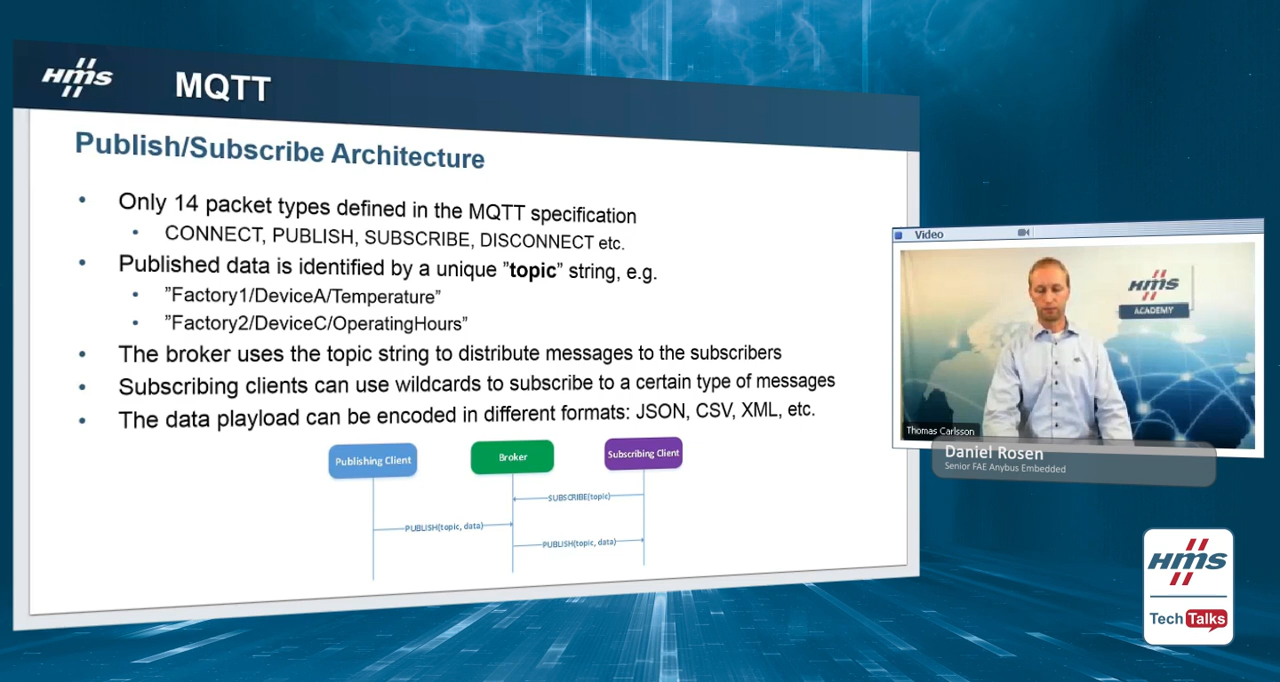 HMS
MQTT
Publish/Subscribe Architecture
• Only 14 packet types defined in the MQTT specification
• CONNECT, PUBLISH, SUBSCRIBE, DISCONNECT etc.
• Published data is identified by a unique ”topic” string, e.g.
• ”Factory1/DeviceA/Temperature”
• ”Factory2/DeviceC/OperatingHours”
• The broker uses the topic string to distribute messages to the subscribers
• Subscribing clients can use wildcards to subscribe to a certain type of messages
• The data playload can be encoded in different formats: JSON, CSV, XML, etc.
Publishing Client
Broker
Subscribing Client
SUBSCRIBE(topic)
PUBLISH(topic, data)
PUBLISH(topic, data)
Video
HMS
ACADEMY
Thomas Carlsson
Daniel Rosen
Senior FAE Anybus Embedded
HMS
Tech Talks